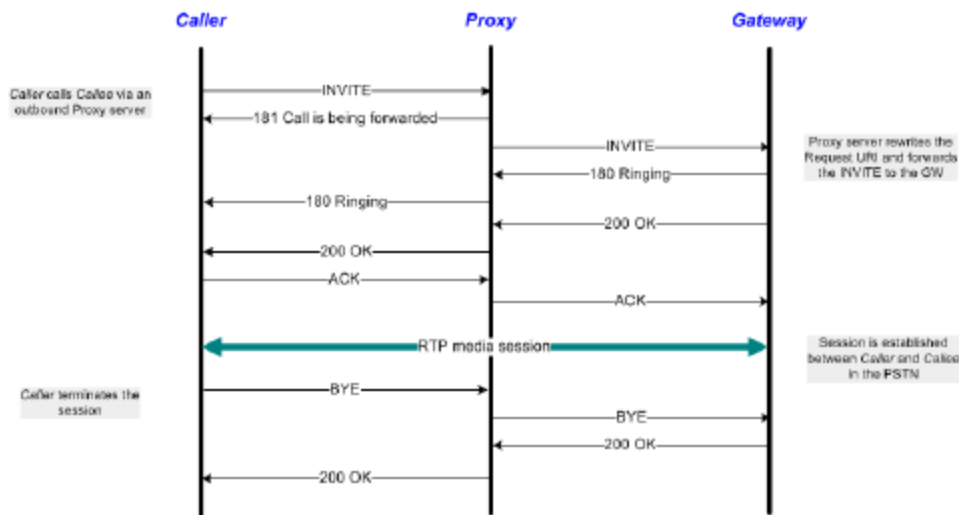 Caller
Proxy
Gateway
Caller calls Callee via an
outbound Proxy server
INVITE
181 Call is being forwarded
INVITE
Proxy server rewrites the
Request URI and forwards
the INVITE to the GW
180 Ringing
180 Ringing
200 OK
200 OK
ACK
ACK
RTP media session
Session is established
between Caller and Callee
in the PSTN
Caller terminates the
session
BYE
BYE
200 OK
200 OK